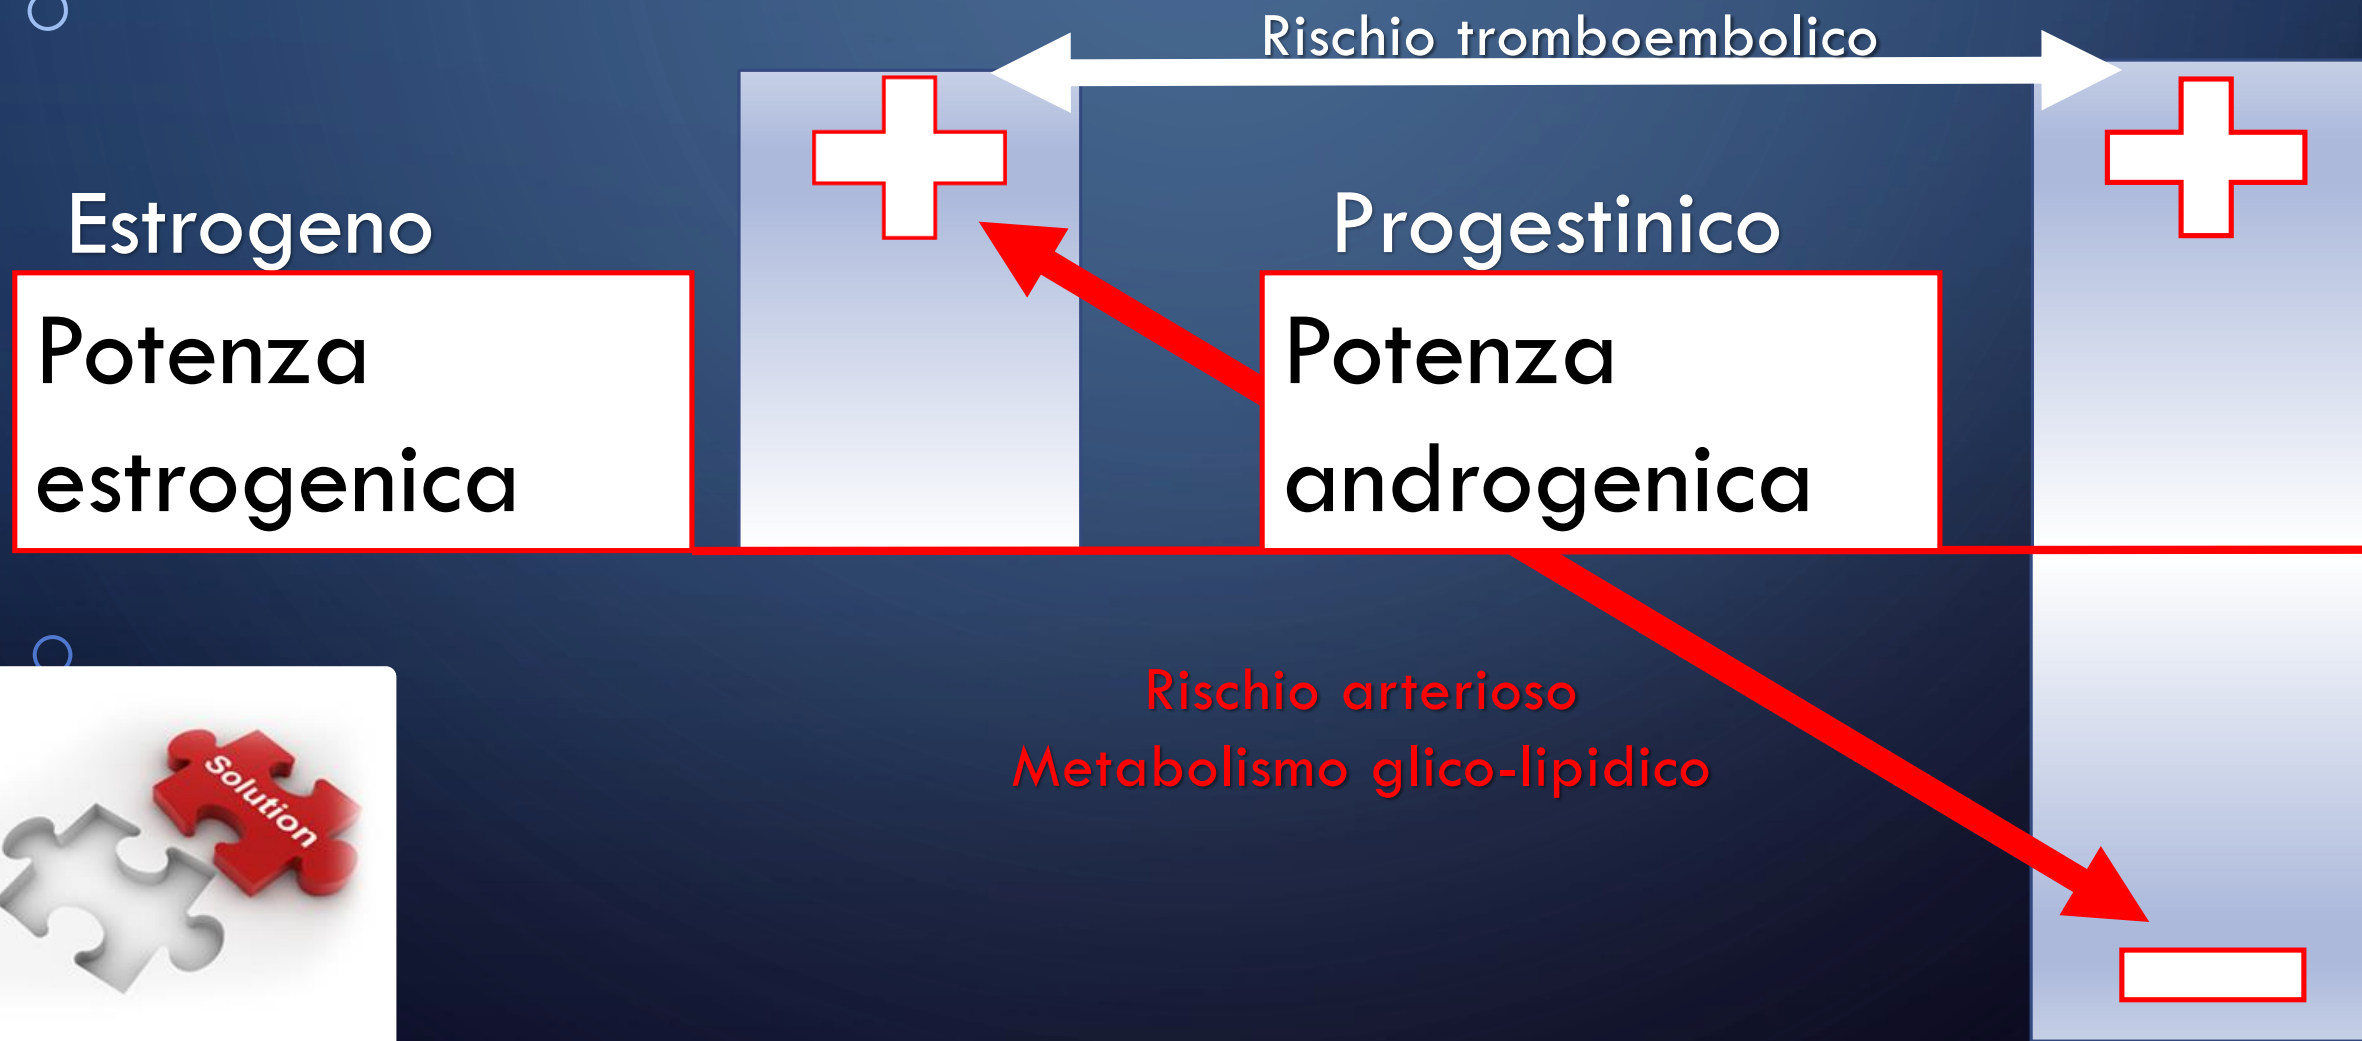 Rischio tromboembolico
Estrogeno
Progestinico
Potenza
estrogenica
Potenza
androgenica
Rischio arterioso
Metabolismo glico-lipidico
Solution